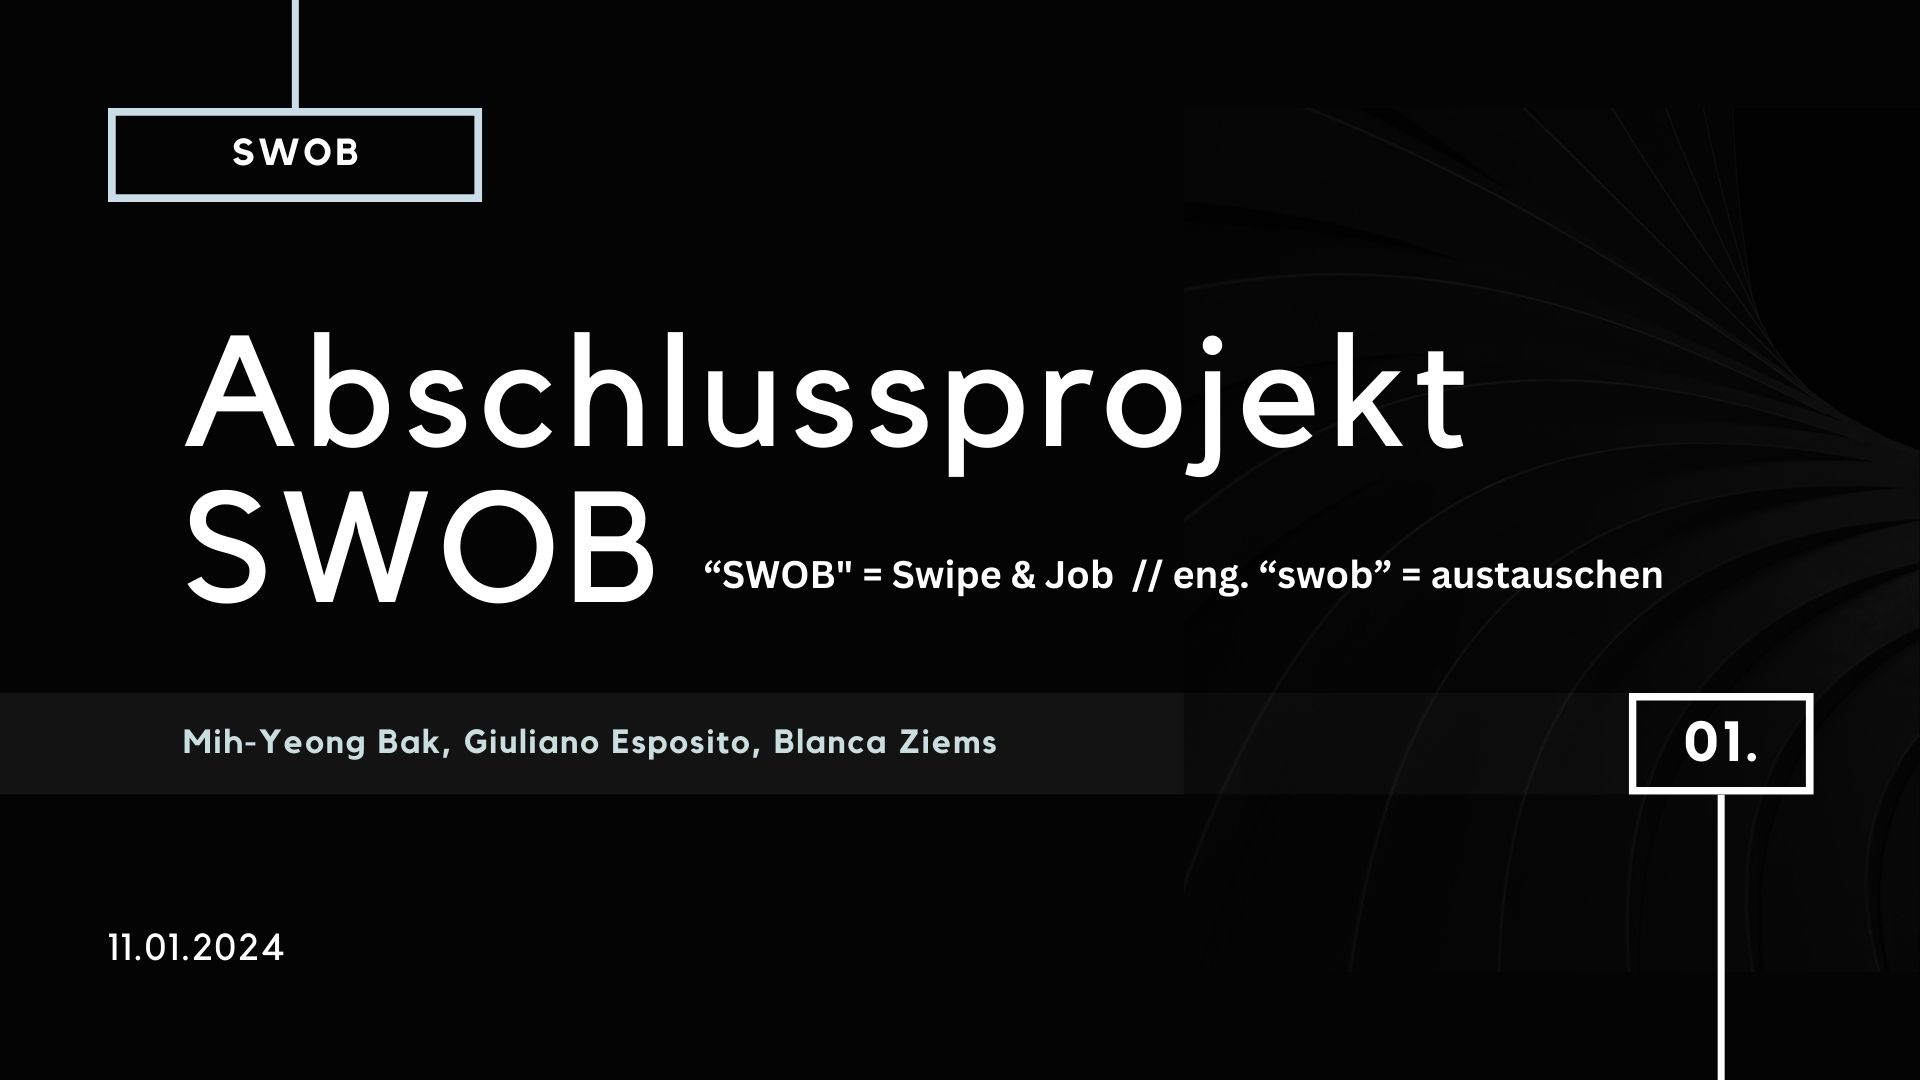 SWOB
Abschlussprojekt
SWOB
“SWOB" = Swipe & Job // eng. “swob” = austauschen
Mih-Yeong Bak, Giuliano Esposito, Blanca Ziems
01.
11.01.2024